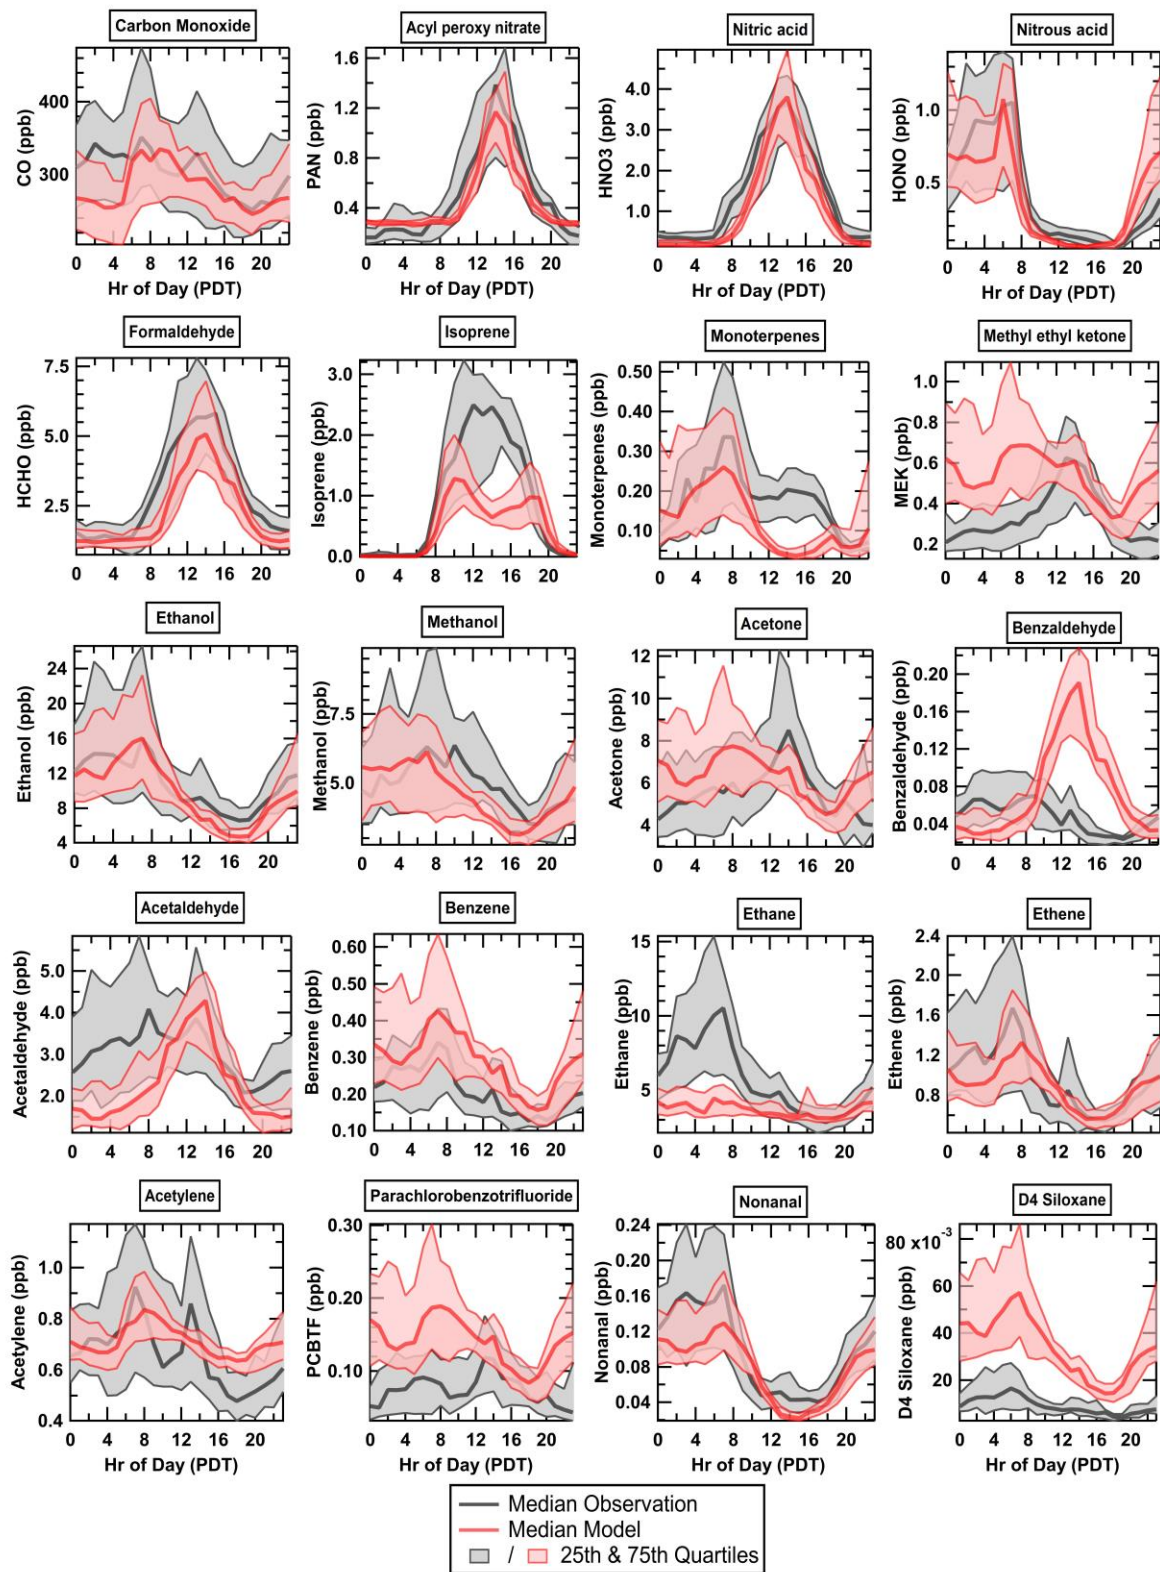 Carbon Monoxide
Acyl peroxy nitrate
Nitric acid
Nitrous acid
CO (ppb)
400
300
0 4 8 12 16 20
Hr of Day (PDT)
PAN (ppb)
1.6
1.2
0.8
0.4
0 4 8 12 16 20
Hr of Day (PDT)
HNO3 (ppb)
4.0
3.0
2.0
1.0
0 4 8 12 16 20
Hr of Day (PDT)
HONO (ppb)
1.0
0.5
0 4 8 12 16 20
Hr of Day (PDT)
Formaldehyde
Isoprene
Monoterpenes
Methyl ethyl ketone
HCHO (ppb)
7.5
5.0
2.5
0 4 8 12 16 20
Isoprene (ppb)
3.0
2.0
1.0
0.0
0 4 8 12 16 20
Monoterpenes (ppb)
0.50
0.40
0.30
0.20
0.10
0 4 8 12 16 20
MEK (ppb)
1.0
0.8
0.6
0.4
0.2
0 4 8 12 16 20
Ethanol
Methanol
Acetone
Benzaldehyde
Ethanol (ppb)
24
20
16
12
8
4
0 4 8 12 16 20
Methanol (ppb)
7.5
5.0
0 4 8 12 16 20
Acetone (ppb)
12
10
8
6
4
0 4 8 12 16 20
Benzaldehyde (ppb)
0.20
0.16
0.12
0.08
0.04
0 4 8 12 16 20
Acetaldehyde
Benzene
Ethane
Ethene
Acetaldehyde (ppb)
5.0
4.0
3.0
2.0
0 4 8 12 16 20
Benzene (ppb)
0.60
0.50
0.40
0.30
0.20
0.10
0 4 8 12 16 20
Ethane (ppb)
15
10
5
0 4 8 12 16 20
Ethene (ppb)
2.4
2.0
1.6
1.2
0.8
0 4 8 12 16 20
Acetylene
Parachlorobenzotrifluoride
Nonanal
D4 Siloxane
Acetylene (ppb)
1.0
0.8
0.6
0.4
0 4 8 12 16 20
Hr of Day (PDT)
PCBTF (ppb)
0.30
0.20
0.10
0 4 8 12 16 20
Hr of Day (PDT)
Nonanal (ppb)
0.24
0.20
0.16
0.12
0.08
0.04
0 4 8 12 16 20
Hr of Day (PDT)
D4 Siloxane (ppb)
80 x10⁻³
60
40
20
0 4 8 12 16 20
Hr of Day (PDT)
Median Observation
Median Model
/ 25th & 75th Quartiles